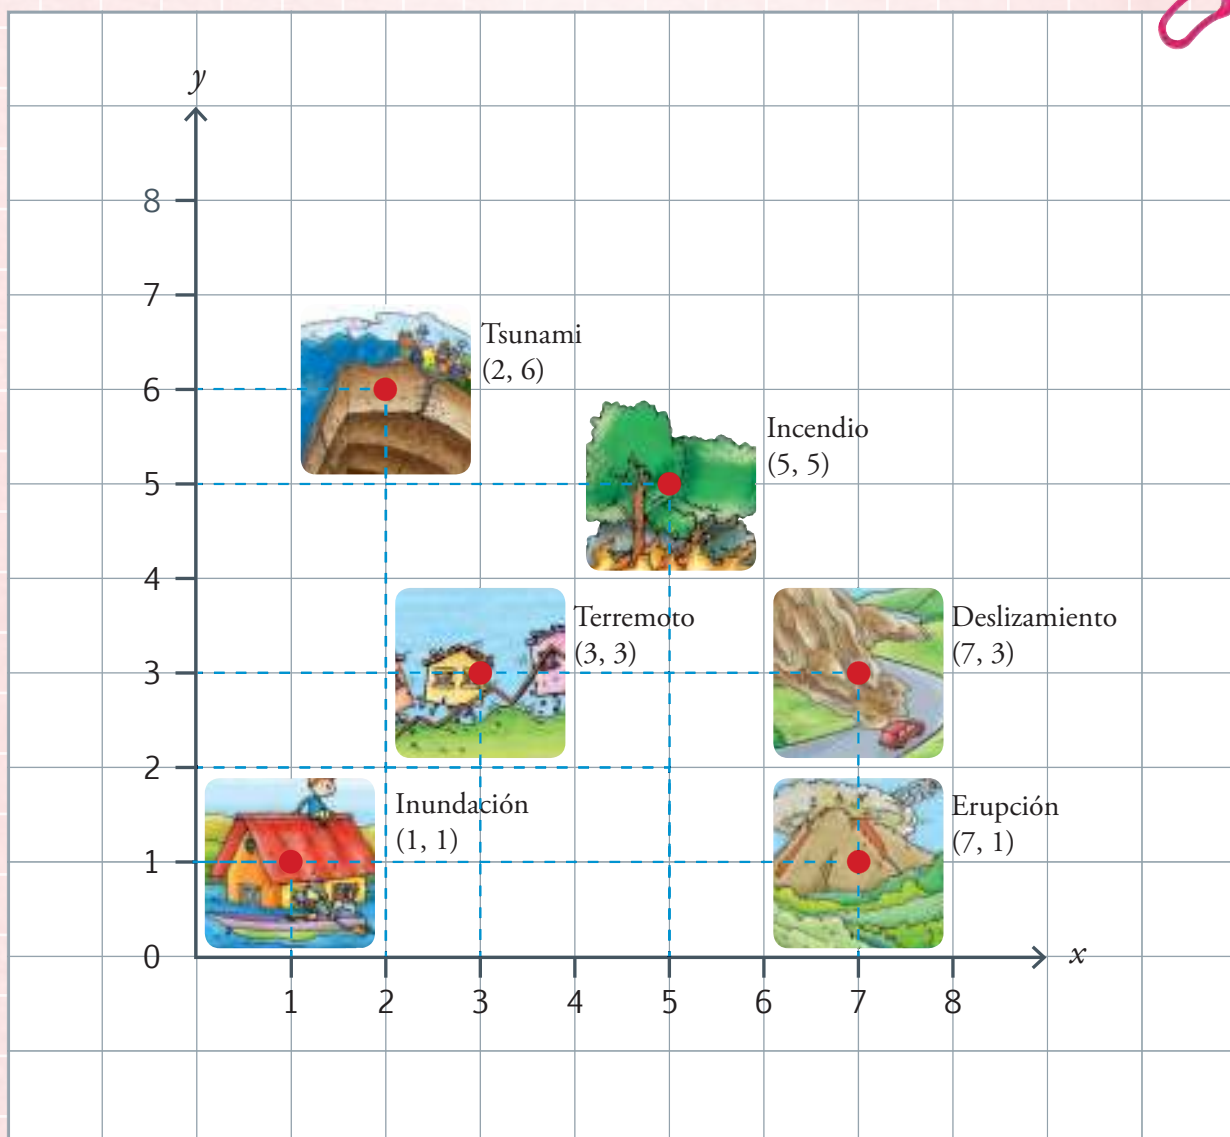 y
8
7
Tsunami
(2, 6)
6
Incendio
(5, 5)
5
4
Terremoto
(3, 3)
Deslizamiento
(7, 3)
3
2
Inundación
(1, 1)
Erupción
(7, 1)
1
0
x
1 2 3 4 5 6 7 8